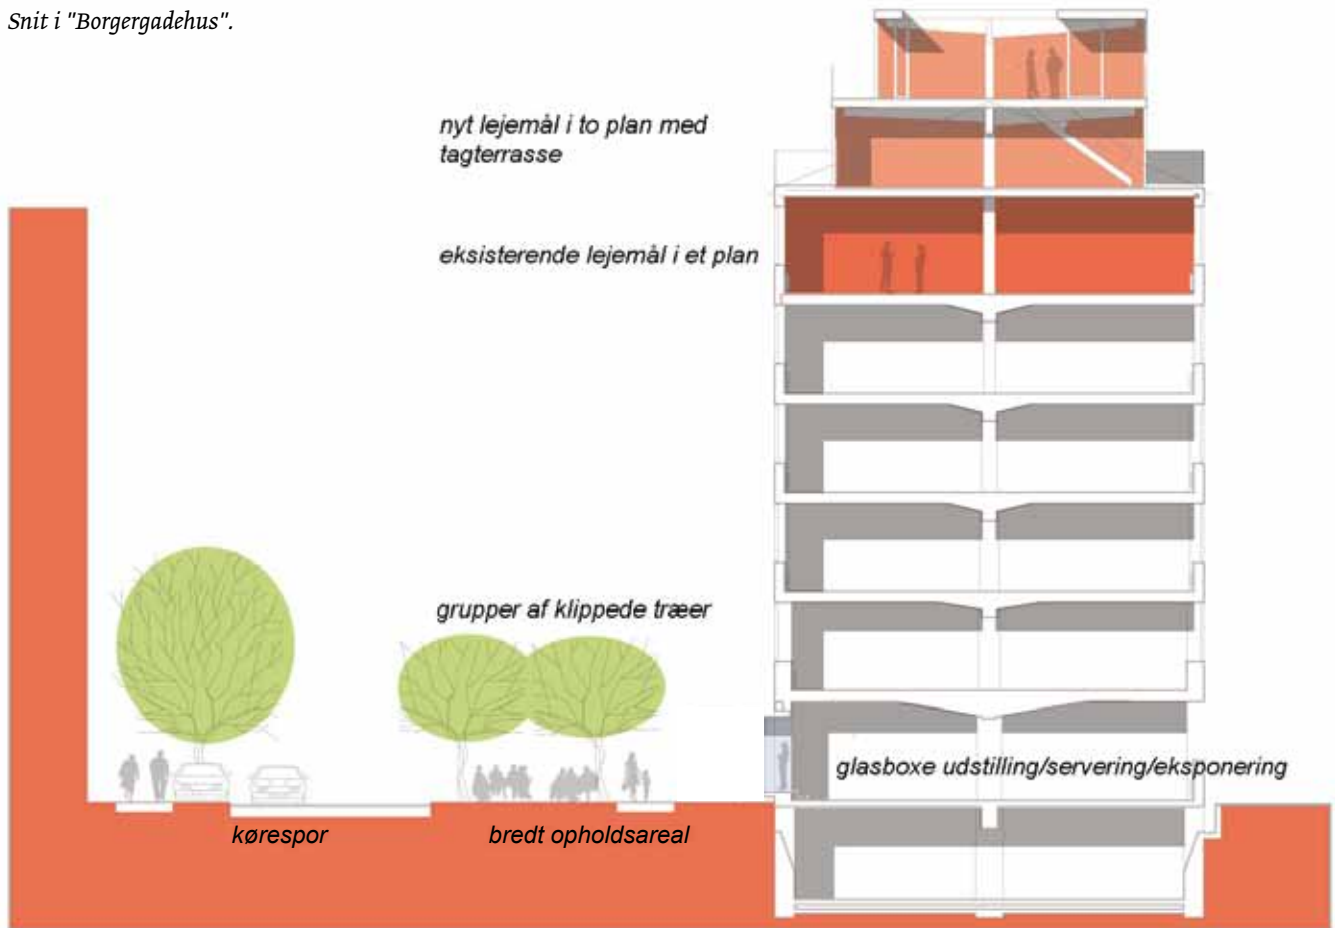 Snit i "Borgergadehus".
nyt lejemål i to plan med
tagterrasse
eksisterende lejemål i et plan
grupper af klippede træer
glasboxe udstilling/servering/eksponering
kørespor
bredt opholdsareal